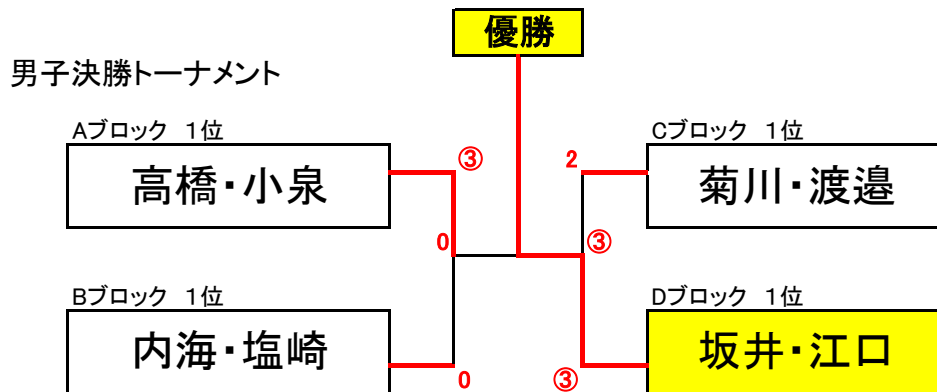 優勝
男子決勝トーナメント
Aブロック 1位
Cブロック 1位
高橋・小泉
③
2
菊川・渡邉
0
③
Bブロック 1位
Dブロック 1位
内海・塩崎
0
③
坂井・江口